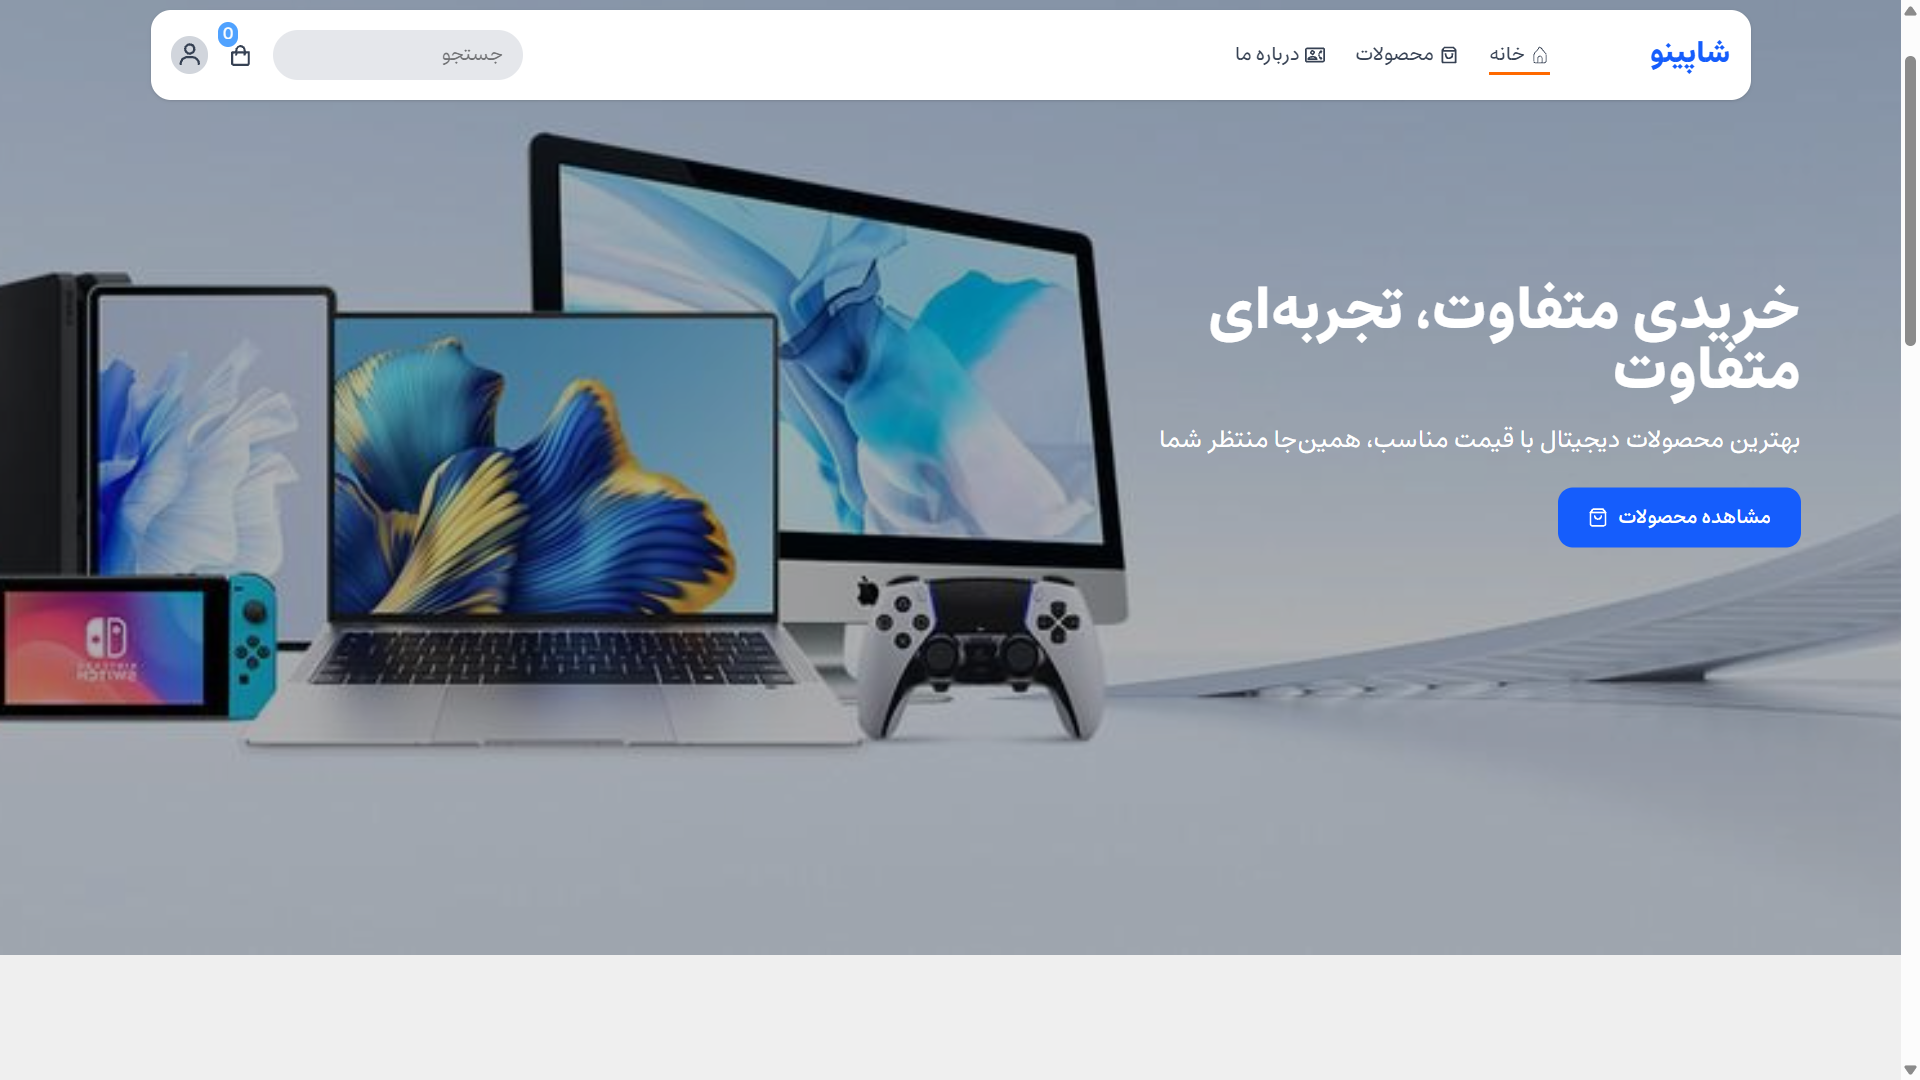 شاپینو
خانه
محصولات
درباره ما
جستجو
0
خریدی متفاوت، تجربه‌ای
متفاوت
بهترین محصولات دیجیتال با قیمت مناسب، همین‌جا منتظر شما
مشاهده محصولات